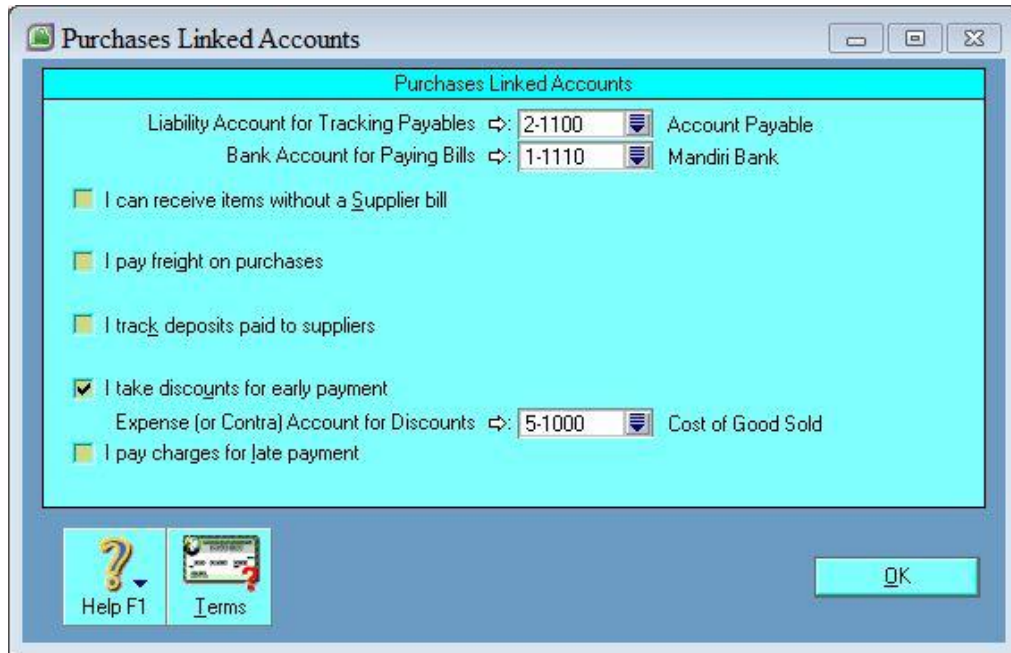 Purchases Linked Accounts
Purchases Linked Accounts
Liability Account for Tracking Payables ⇨: 2-1100 Account Payable
Bank Account for Paying Bills ⇨: 1-1110 Mandiri Bank
I can receive items without a Supplier bill
I pay freight on purchases
I track deposits paid to suppliers
I take discounts for early payment
Expense (or Contra) Account for Discounts ⇨: 5-1000 Cost of Good Sold
I pay charges for late payment
Help F1 Terms
OK